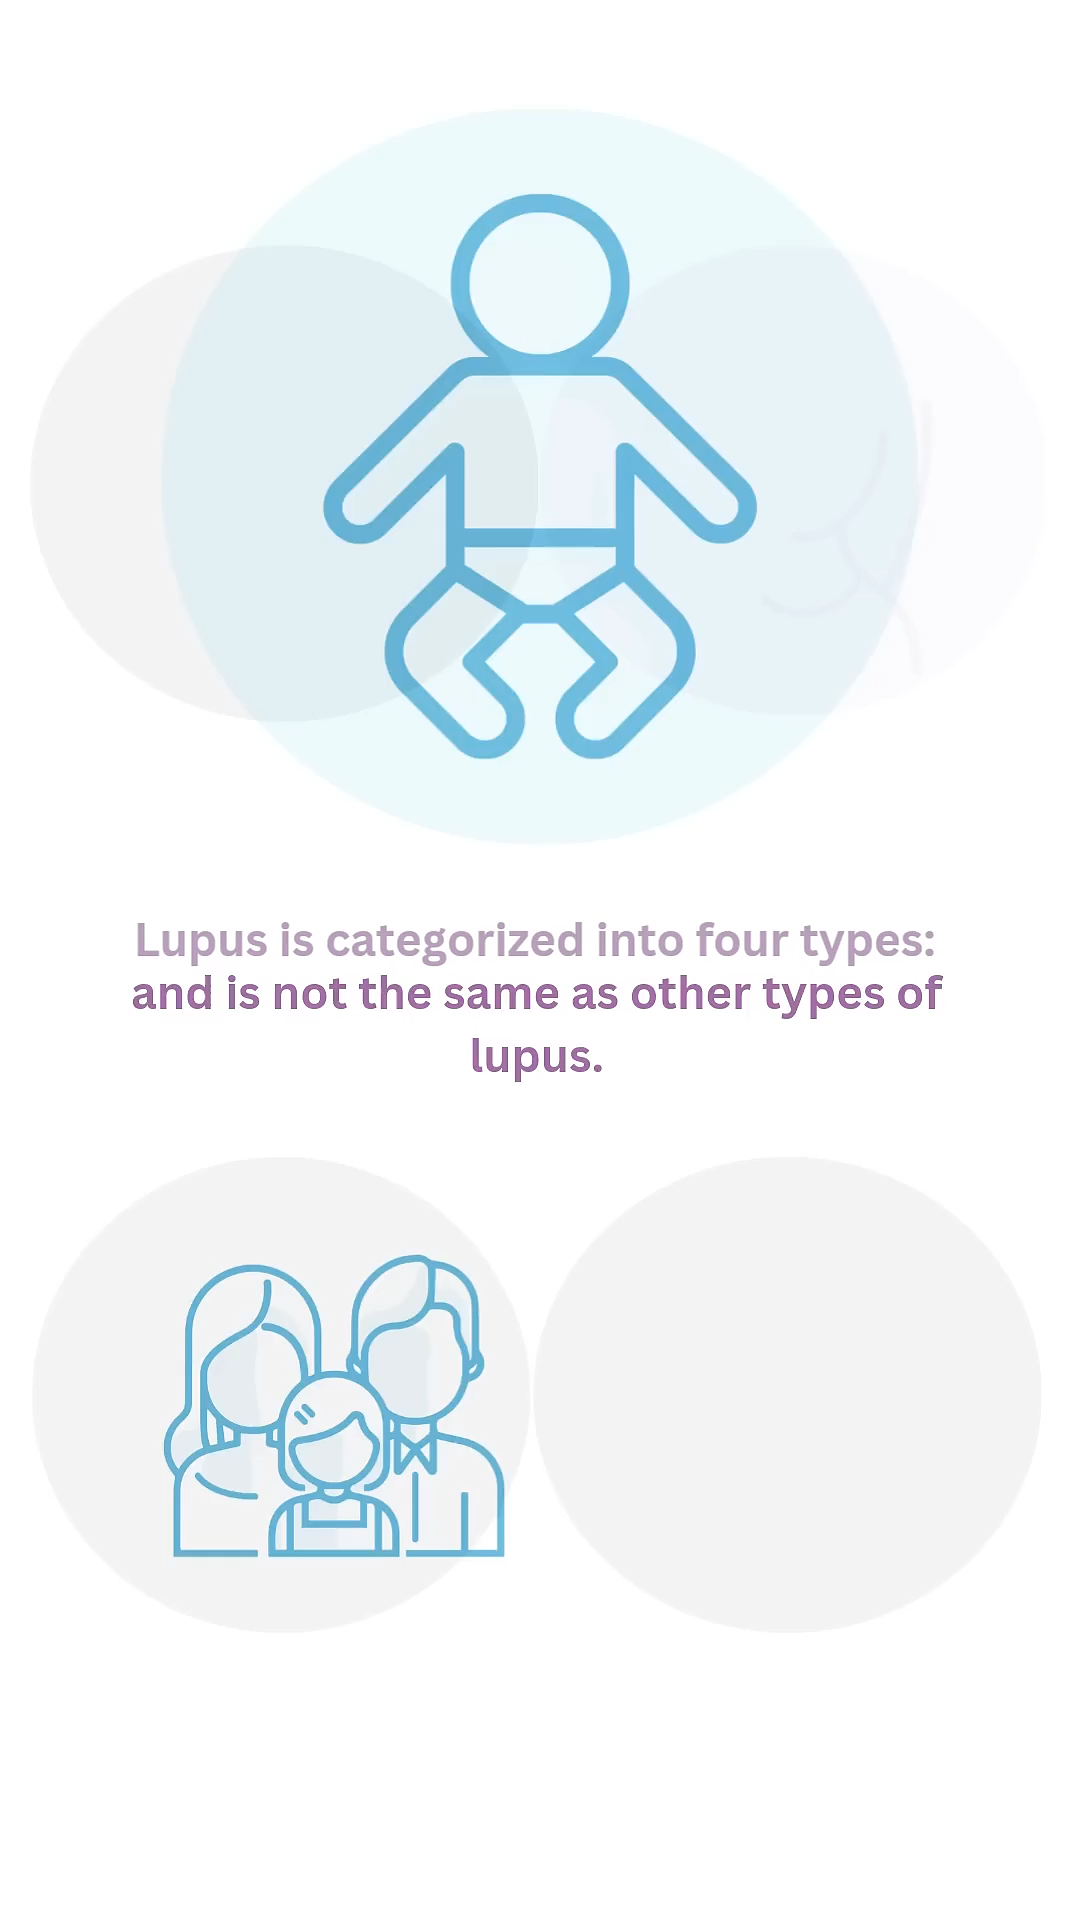 Lupus is categorized into four types:
and is not the same as other types of
lupus.